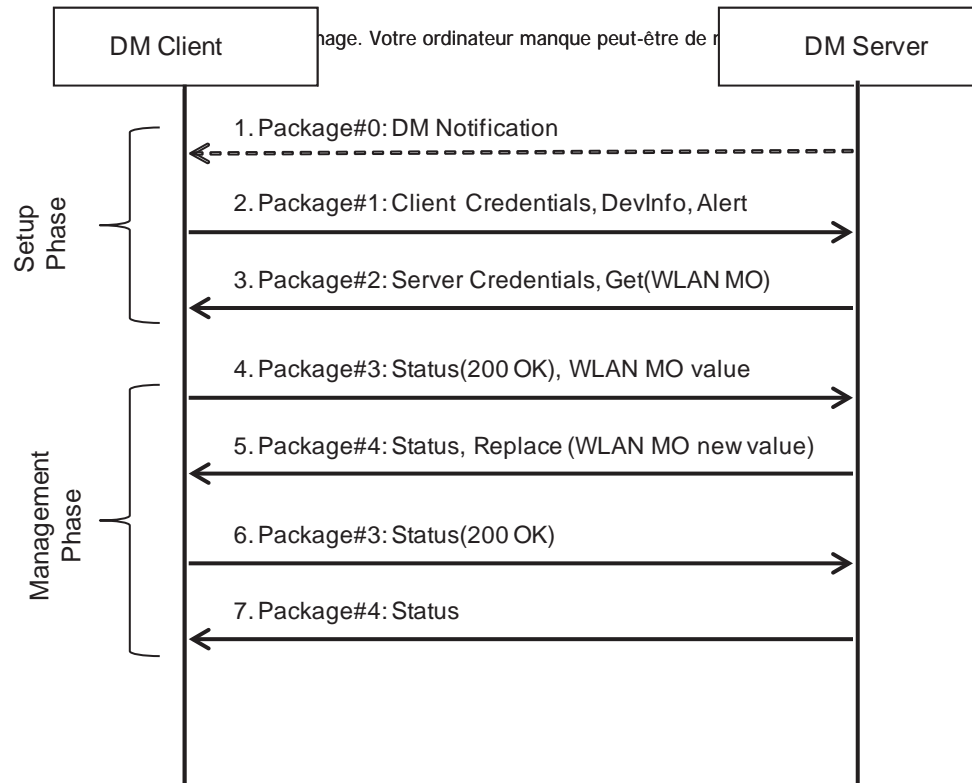 DM Client
nage. Votre ordinateur manque peut-être de
DM Server
1. Package#0: DM Notification
2. Package#1: Client Credentials, DevInfo, Alert
3. Package#2: Server Credentials, Get(WLAN MO)
Setup
Phase
4. Package#3: Status(200 OK), WLAN MO value
5. Package#4: Status, Replace (WLAN MO new value)
6. Package#3: Status(200 OK)
7. Package#4: Status
Management
Phase